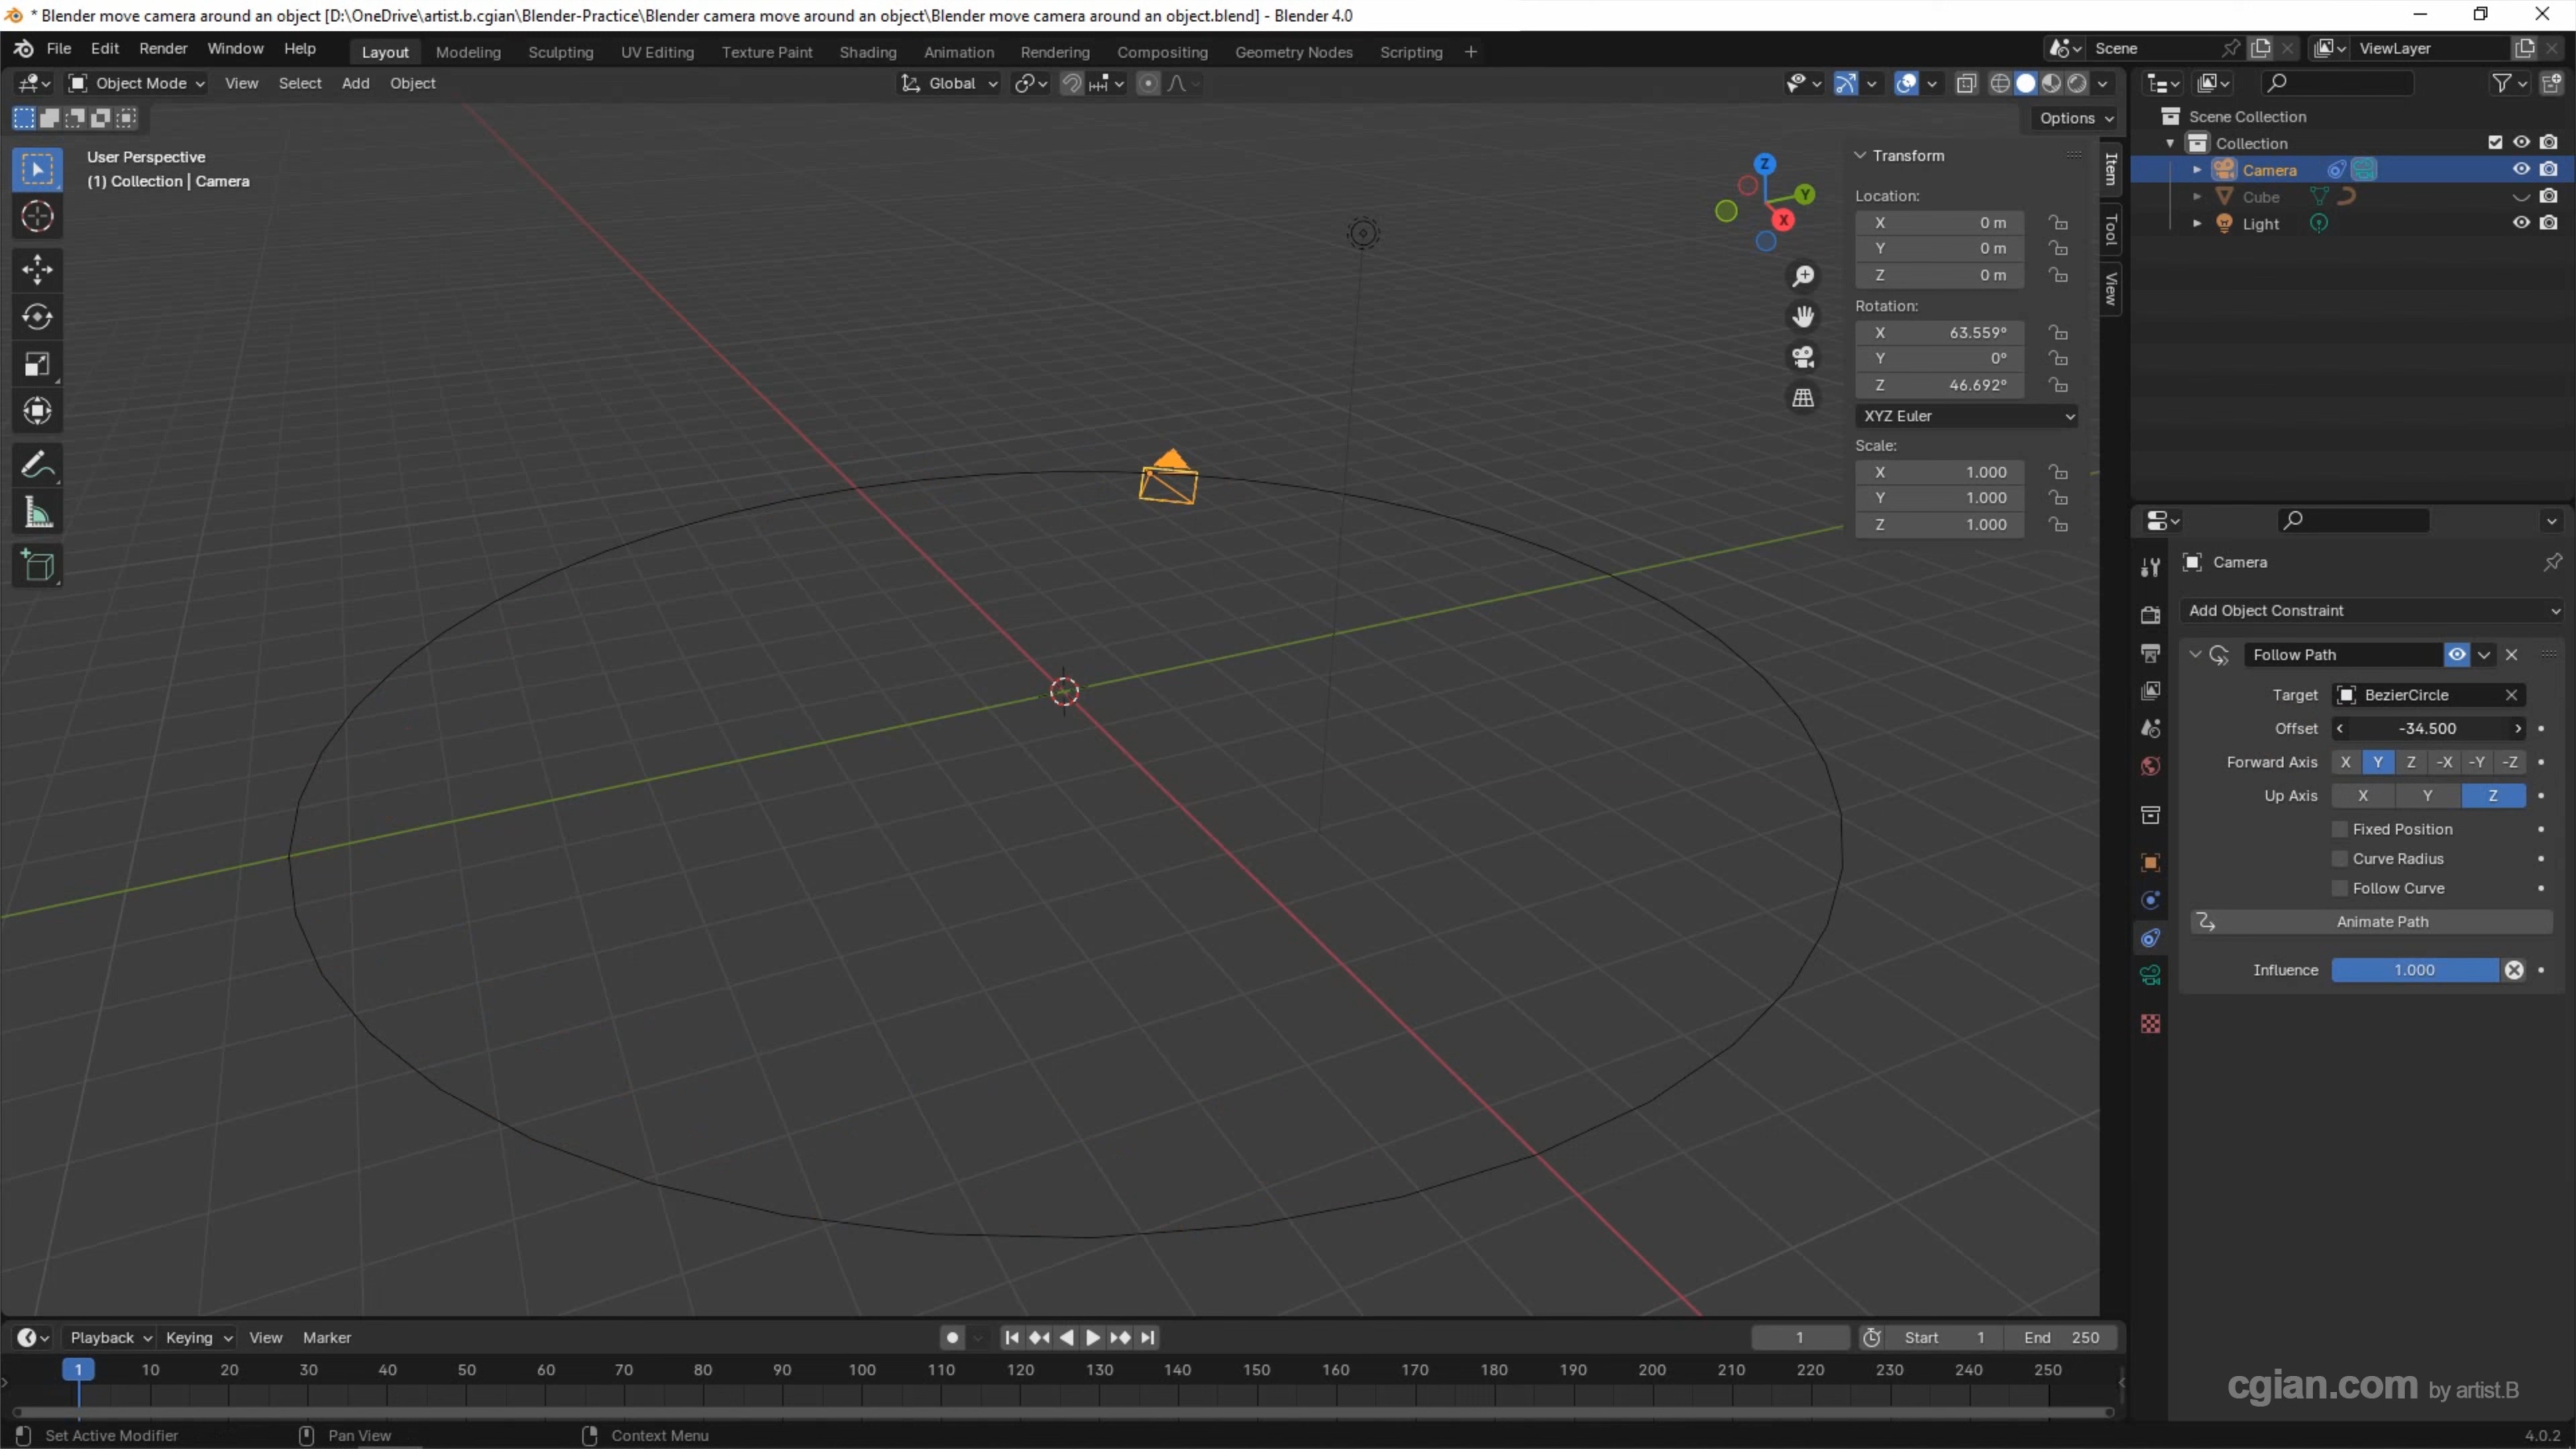 * Blender move camera around an object [D:\OneDrive\artist.b.cgian\Blender-Practice\Blender camera move around an object\Blender move camera around an object.blend] - Blender 4.0
File Edit Render Window Help Layout Modeling Sculpting UV Editing Texture Paint Shading Animation Rendering Compositing Geometry Nodes Scripting + Scene ViewLayer
Object Mode View Select Add Object Global
Options
User Perspective
(1) Collection | Camera
Z
Y
X
Transform
Location:
X 0 m
Y 0 m
Z 0 m
Rotation:
X 63.559°
Y 0°
Z 46.692°
XYZ Euler
Scale:
X 1.000
Y 1.000
Z 1.000
Item
Tool
View
Scene Collection
Collection
Camera
Cube
Light
Camera
Add Object Constraint
Follow Path
Target BezierCircle
Offset -34.500
Forward Axis X Y Z -X -Y -Z
Up Axis X Y Z
Fixed Position
Curve Radius
Follow Curve
Animate Path
Influence 1.000
Playback Keying View Marker 1 Start 1 End 250
1 10 20 30 40 50 60 70 80 90 100 110 120 130 140 150 160 170 180 190 200 210 220 230 240 250
cgian.com by artist.B
Set Active Modifier Pan View Context Menu 4.0.2